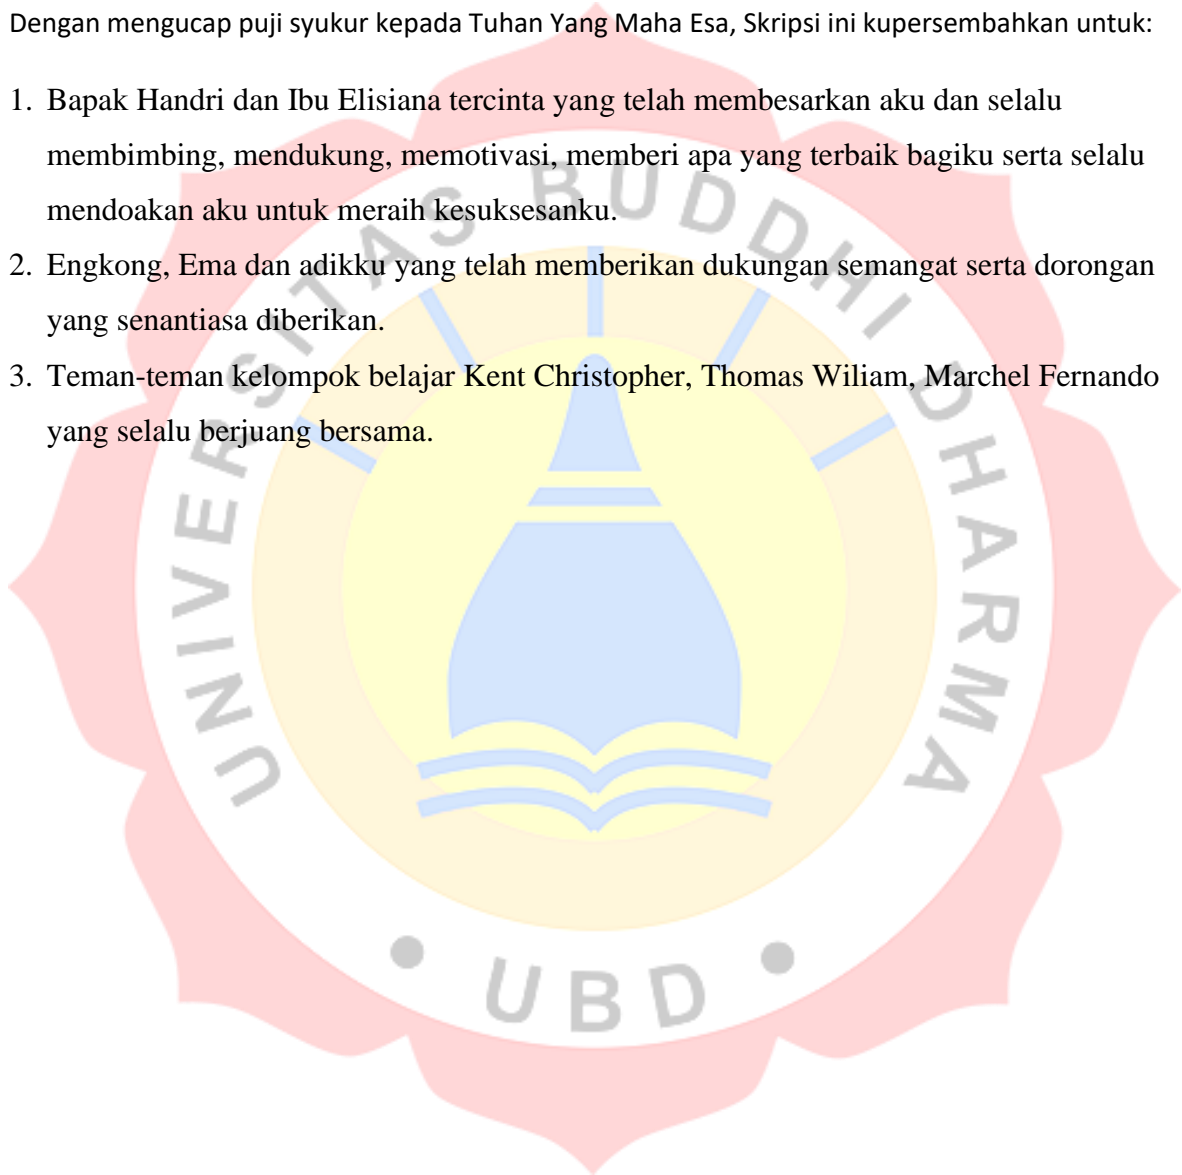 Dengan mengucap puji syukur kepada Tuhan Yang Maha Esa, Skripsi ini kupersembahkan untuk:
1. Bapak Handri dan Ibu Elisiana tercinta yang telah membesarkan aku dan selalu
membimbing, mendukung, memotivasi, memberi apa yang terbaik bagiku serta selalu
mendoakan aku untuk meraih kesuksesanku.
2. Engkong, Ema dan adikku yang telah memberikan dukungan semangat serta dorongan
yang senantiasa diberikan.
3. Teman-teman kelompok belajar Kent Christopher, Thomas Wiliam, Marchel Fernando
yang selalu berjuang bersama.
UNIVERSITAS BUDDHI DHARMA
UBD